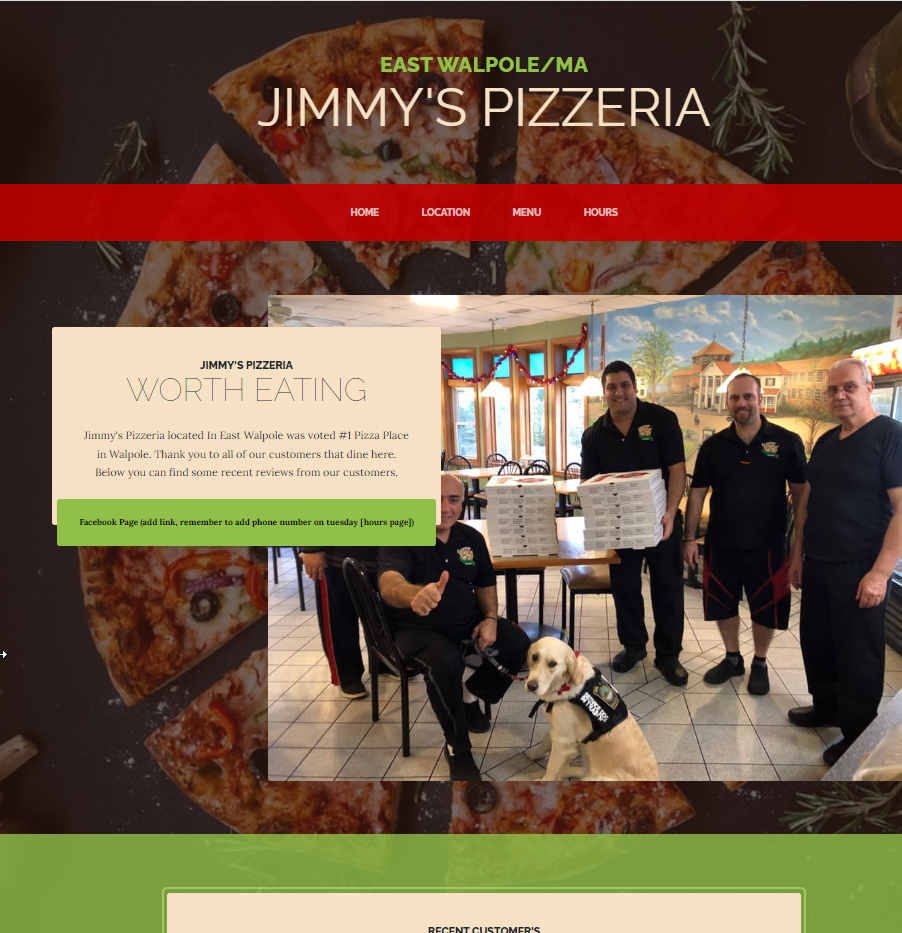 EAST WALPOLE/MA
JIMMY'S PIZZERIA
HOME LOCATION MENU HOURS
JIMMY'S PIZZERIA
WORTH EATING
Jimmy's Pizzeria located In East Walpole was voted #1 Pizza Place
in Walpole. Thank you to all of our customers that dine here.
Below you can find some recent reviews from our customers.
Facebook Page (add link, remember to add phone number on tuesday [hours page])
RECENT CUSTOMER'S